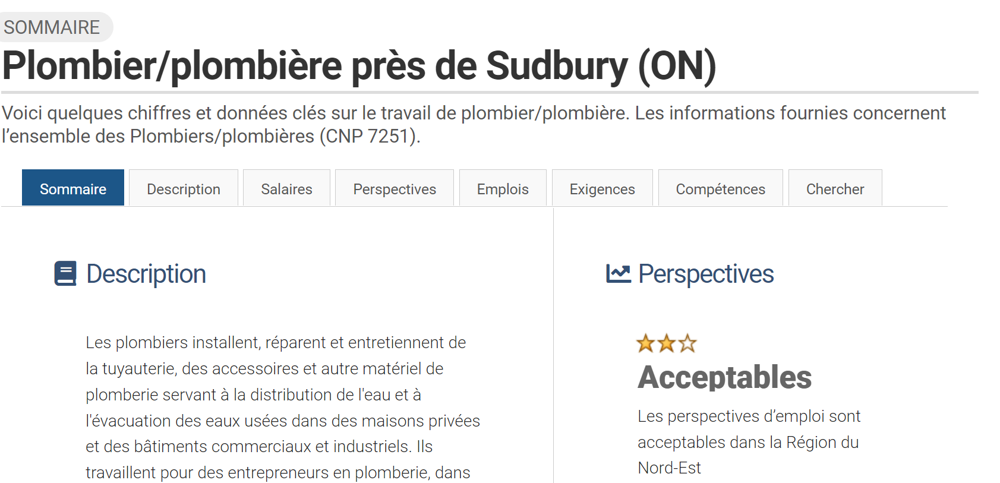 SOMMAIRE
Plombier/plombière près de Sudbury (ON)
Voici quelques chiffres et données clés sur le travail de plombier/plombière. Les informations fournies concernent
l’ensemble des Plombiers/plombières (CNP 7251).
Sommaire Description Salaires Perspectives Emplois Exigences Compétences Chercher
Description
Les plombiers installent, réparent et entretiennent de
la tuyauterie, des accessoires et autre matériel de
plomberie servant à la distribution de l'eau et à
l'évacuation des eaux usées dans des maisons privées
et des bâtiments commerciaux et industriels. Ils
travaillent pour des entrepreneurs en plomberie, dans
Perspectives
Acceptables
Les perspectives d’emploi sont
acceptables dans la Région du
Nord-Est